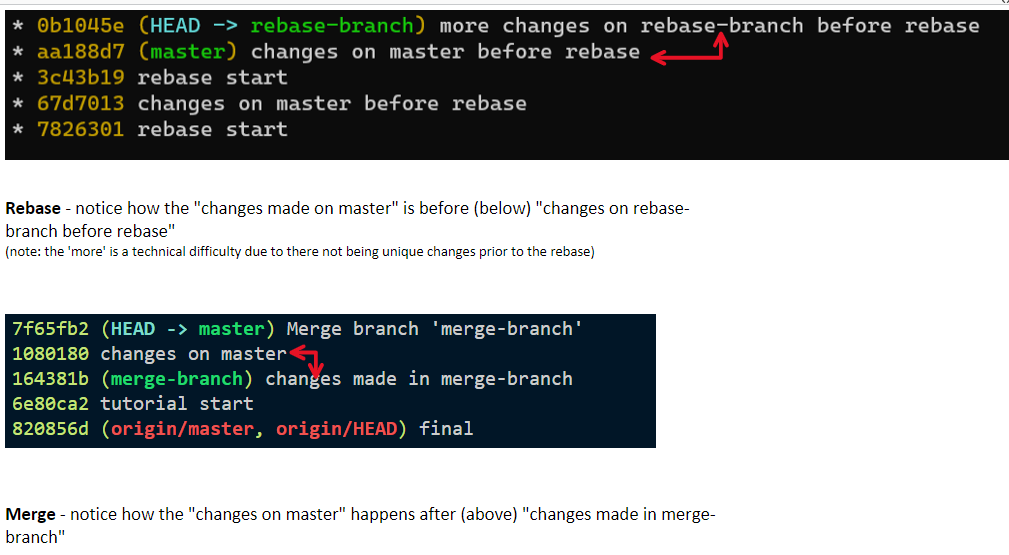 * 0b1045e (HEAD -> rebase-branch) more changes on rebase-branch before rebase
* aa188d7 (master) changes on master before rebase
* 3c43b19 rebase start
* 67d7013 changes on master before rebase
* 7826301 rebase start
Rebase - notice how the "changes made on master" is before (below) "changes on rebase-
branch before rebase"
(note: the 'more' is a technical difficulty due to there not being unique changes prior to the rebase)
7f65fb2 (HEAD -> master) Merge branch 'merge-branch'
1080180 changes on master
164381b (merge-branch) changes made in merge-branch
6e80ca2 tutorial start
820856d (origin/master, origin/HEAD) final
Merge - notice how the "changes on master" happens after (above) "changes made in merge-
branch"